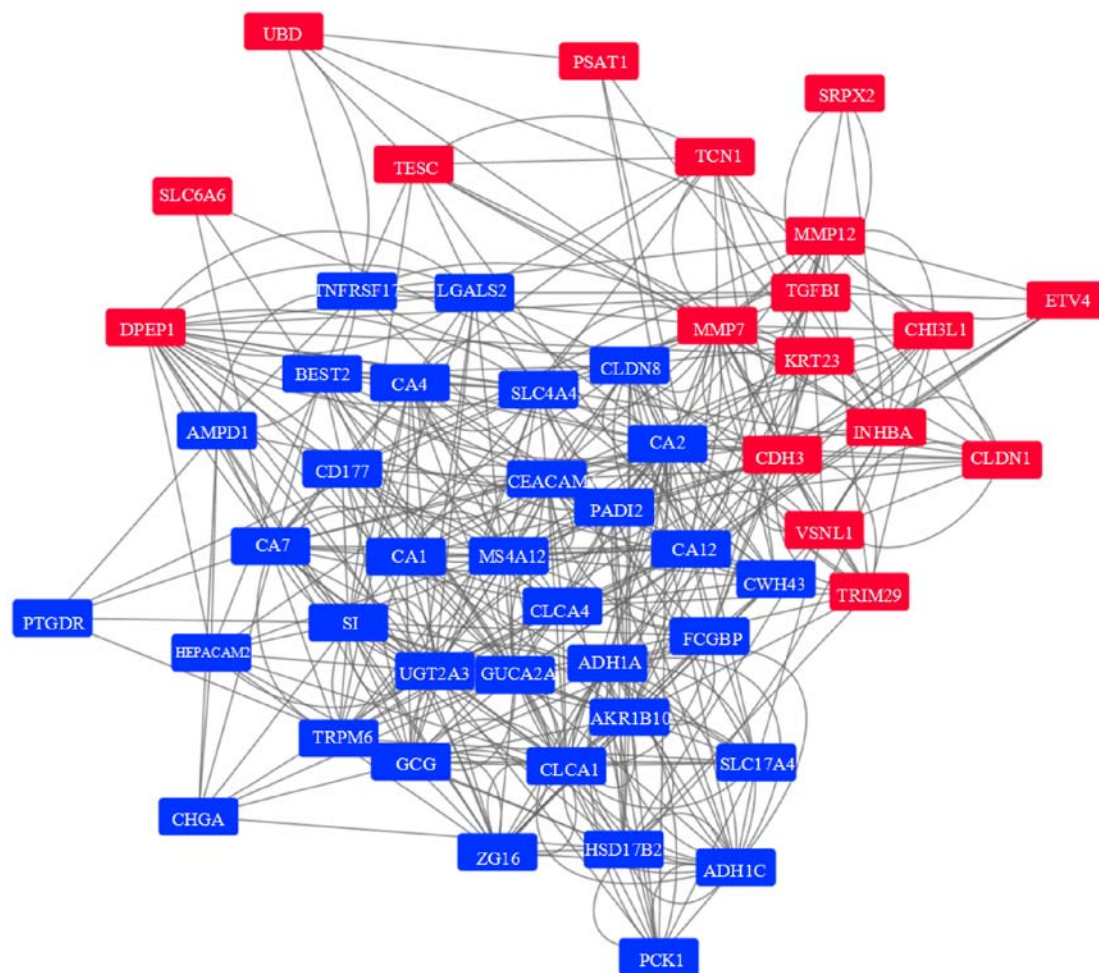 UBD
PSAT1
SRPX2
TESC
TCN1
SLC6A6
MMP12
TNFRSF17
LGALS2
TGFBI
ETV4
DPEP1
MMP7
CHI3L1
KRT23
BEST2
CA4
SLC4A4
CLDN8
AMPD1
CA2
INHBA
CD177
CEACAM
CDH3
CLDN1
PADI2
CA7
CA1
MS4A12
CA12
VSNL1
CWH43
TRIM29
CLCA4
PTGDR
SI
FCGBP
HEPACAM2
UGT2A3
GUCA2A
ADH1A
AKR1B10
TRPM6
GCG
CLCA1
SLC17A4
CHGA
ZG16
HSD17B2
ADH1C
PCK1